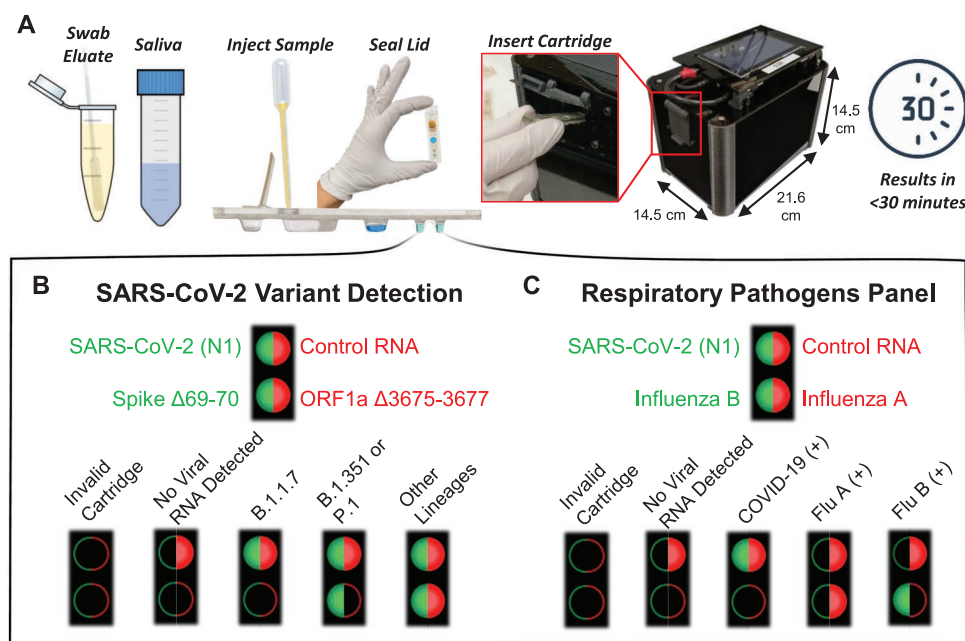 A
Swab
Eluate
Saliva
Inject Sample
Seal Lid
Insert Cartridge
14.5
cm
14.5 cm
21.6
cm
30
Results in
<30 minutes
B
SARS-CoV-2 Variant Detection
SARS-CoV-2 (N1)
Control RNA
Spike Δ69-70
ORF1a Δ3675-3677
Invalid
Cartridge
No Viral
RNA Detected
B.1.1.7
B.1.351 or
P.1
Other
Lineages
C
Respiratory Pathogens Panel
SARS-CoV-2 (N1)
Control RNA
Influenza B
Influenza A
Invalid
Cartridge
No Viral
RNA Detected
COVID-19 (+)
Flu A (+)
Flu B (+)